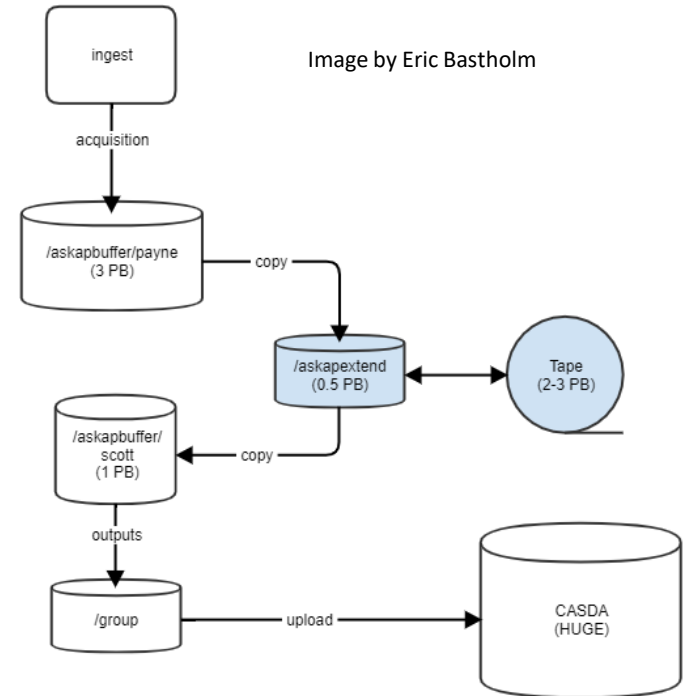 ingest
Image by Eric Bastholm
acquisition
/askapbuffer/payne
(3 PB)
copy
/askapextend
(0.5 PB)
Tape
(2-3 PB)
/askapbuffer/
scott
(1 PB)
copy
outputs
/group
upload
CASDA
(HUGE)